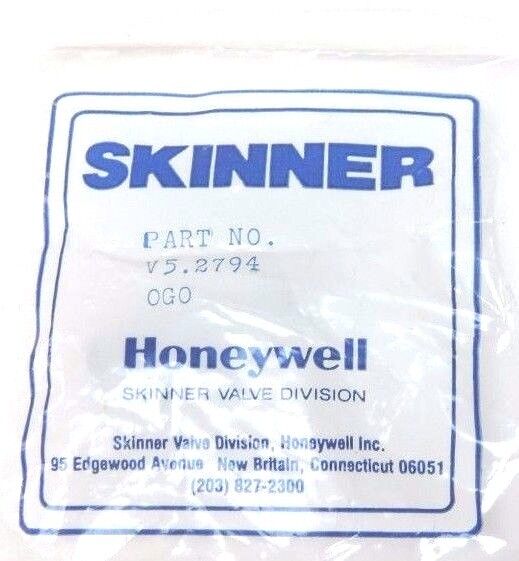 SKINNER
PART NO.
V5.2794
OGO
Honeywell
SKINNER VALVE DIVISION
Skinner Valve Division, Honeywell Inc.
95 Edgewood Avenue New Britain, Connecticut 06051
(203) 827-2300